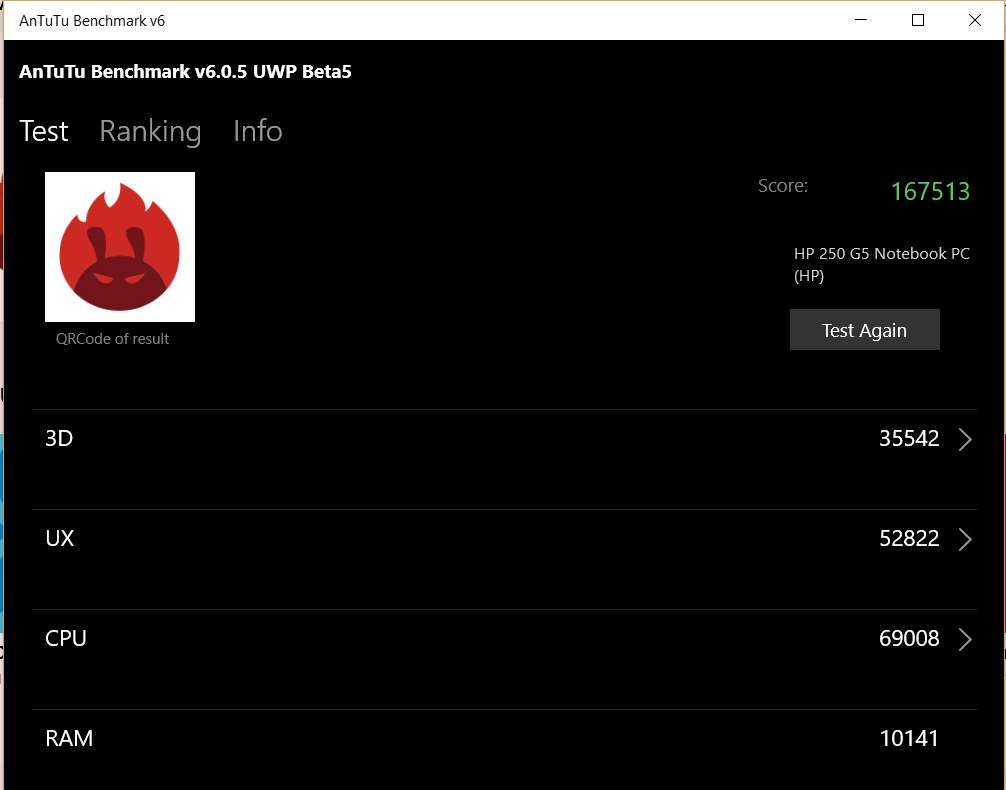 AnTuTu Benchmark v6
AnTuTu Benchmark v6.0.5 UWP Beta5
Test Ranking Info
Score: 167513
HP 250 G5 Notebook PC
(HP)
QRCode of result
Test Again
3D 35542
UX 52822
CPU 69008
RAM 10141